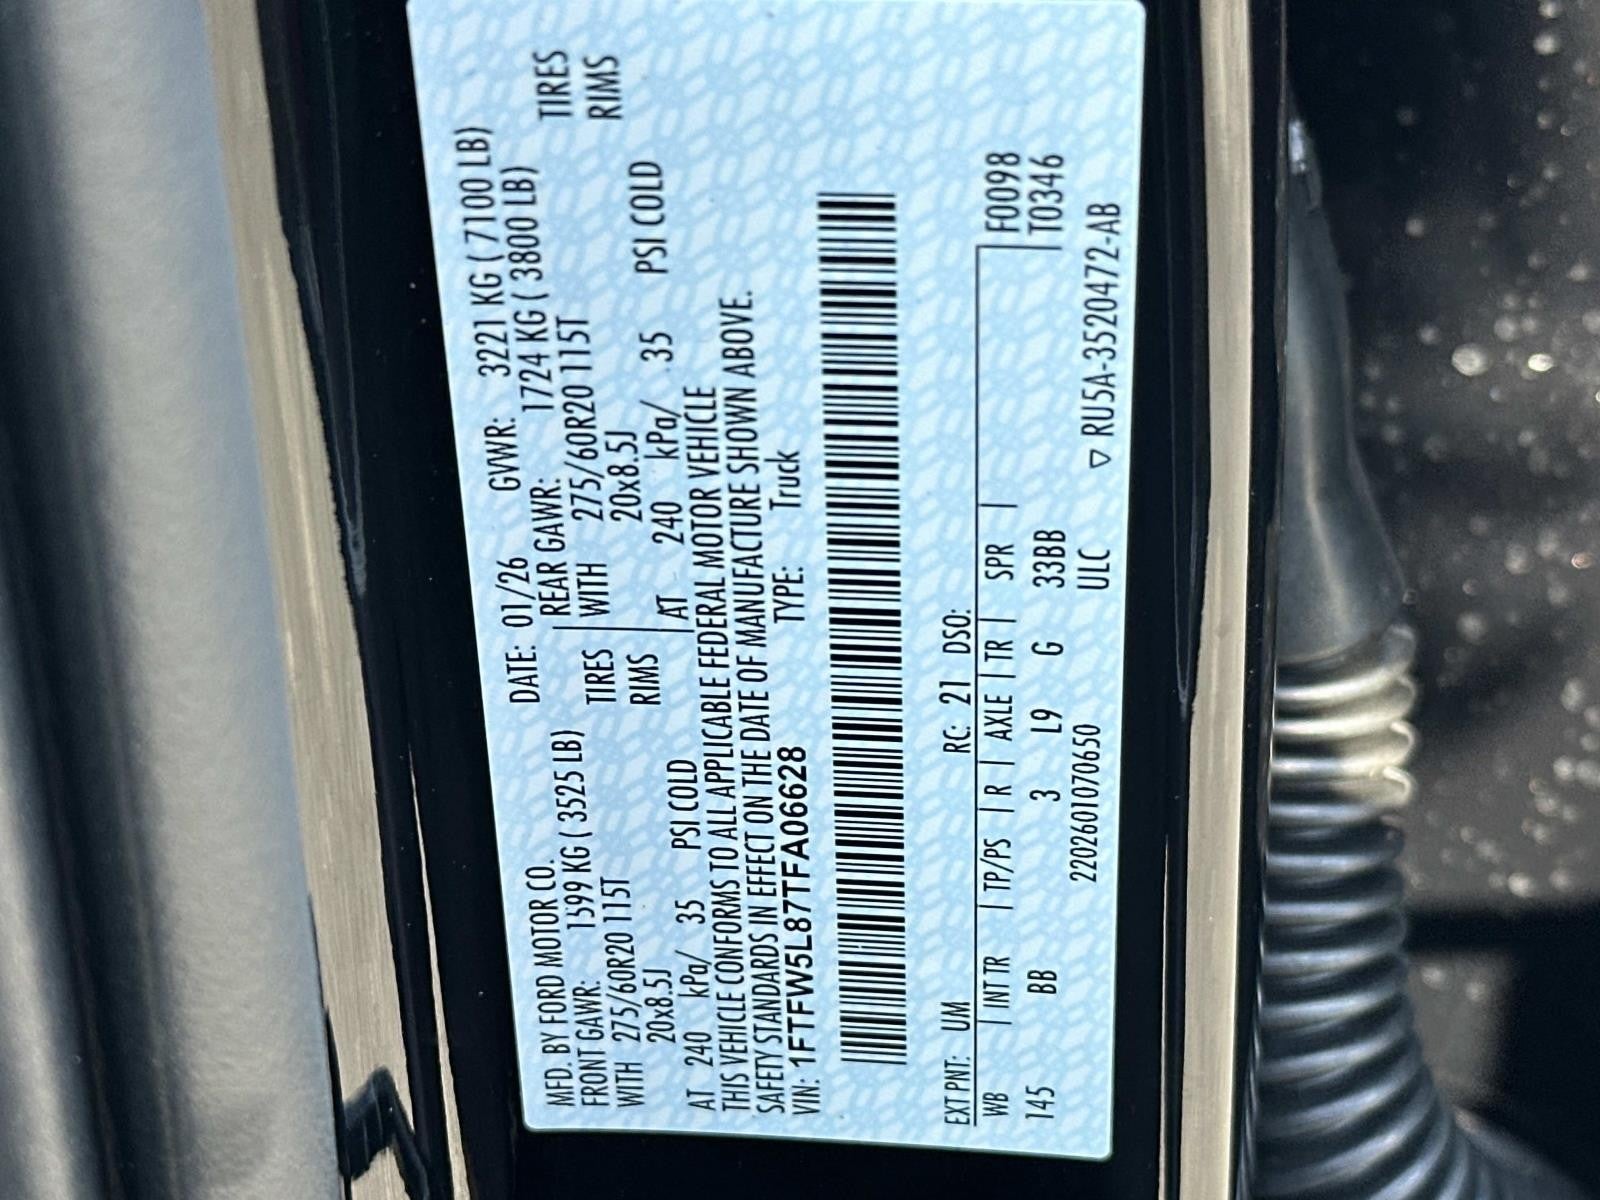 MFD. BY FORD MOTOR CO. DATE: 01/26 GVWR: 3221 KG ( 7100 LB)
FRONT GAWR: 1599 KG ( 3525 LB) REAR GAWR: 1724 KG ( 3800 LB)
WITH 275/60R20 115T TIRES WITH 275/60R20 115T TIRES
20x8.5J RIMS 20x8.5J RIMS
AT 240 kPa/ 35 PSI COLD AT 240 kPa/ 35 PSI COLD
THIS VEHICLE CONFORMS TO ALL APPLICABLE FEDERAL MOTOR VEHICLE
SAFETY STANDARDS IN EFFECT ON THE DATE OF MANUFACTURE SHOWN ABOVE.
VIN: 1FTFW5L87TFA06628 TYPE: Truck
EXT PNT: UM RC: 21 DSO: F0098
WB | INT TR | TP/PS | R | AXLE | TR | SPR | T0346
145 BB 3 L9 G 33BB
2202601070650 ULC ▽ RU5A-3520472-AB